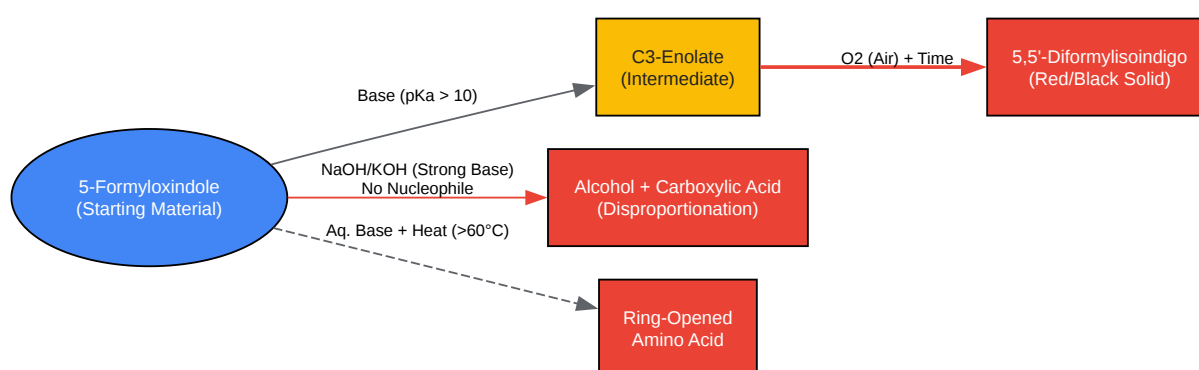 C3-Enolate
(Intermediate)
O2 (Air) + Time
5,5'-Diformylisoindigo
(Red/Black Solid)
Base (pKa > 10)
5-Formyloxindole
(Starting Material)
NaOH/KOH (Strong Base)
No Nucleophile
Alcohol + Carboxylic Acid
(Disproportionation)
Aq. Base + Heat (>60°C)
Ring-Opened
Amino Acid